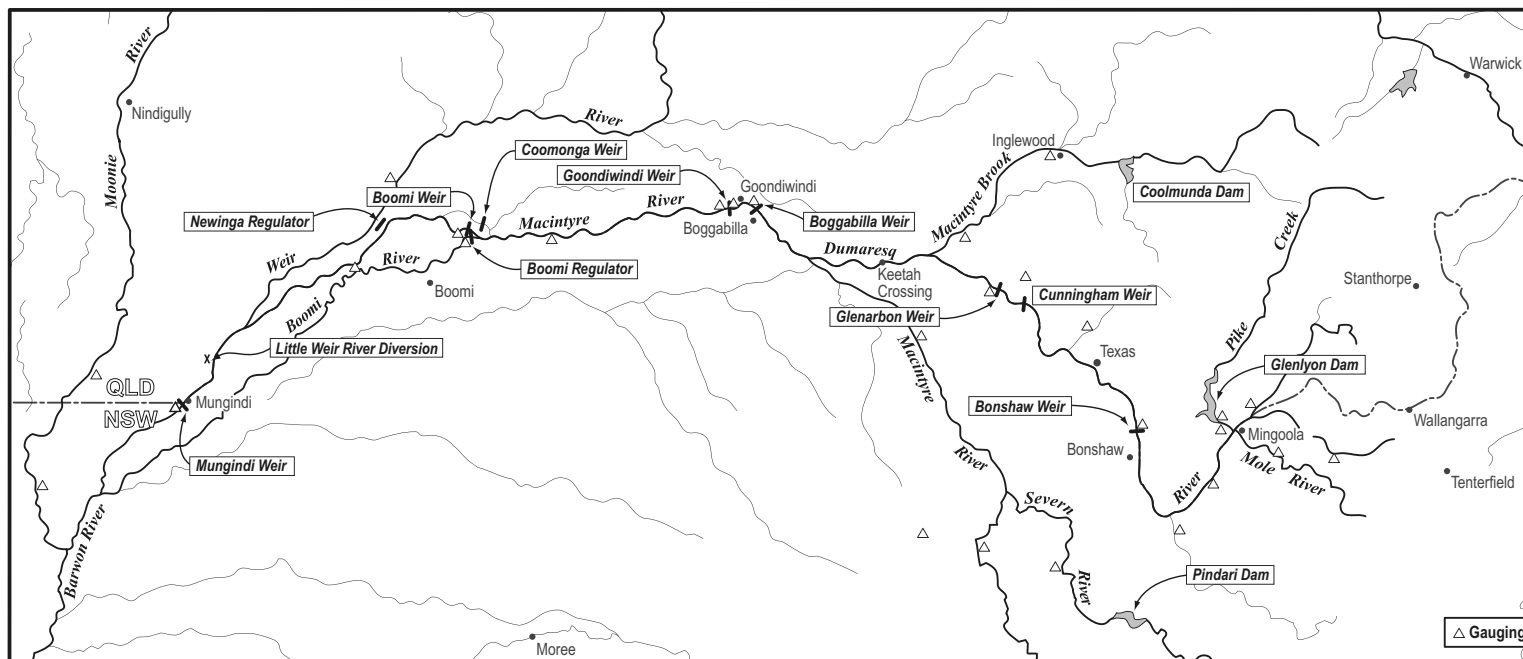 River
Warwick
Nindigully
River
Coomonga Weir
Inglewood
Goondiwindi Weir
Goondiwindi
Boomi Weir
Macintyre Brook
Coolmunda Dam
Moonie
Newinga Regulator
Macintyre
River
Boggabilla
Boggabilla Weir
Creek
Weir
River
Boomi Regulator
Dumaresq
Keetah
Crossing
Stanthorpe
Boomi
Boomi
Cunningham Weir
Glenarbon Weir
Pike
Little Weir River Diversion
Macintyre
Texas
Glenlyon Dam
QLD
NSW
Mungindi
Bonshaw Weir
Wallangarra
Mingoola
Mungindi Weir
Bonshaw
River
Mole
River
Tenterfield
River
Severn
Barwon River
River
Pindari Dam
Moree
Gauging